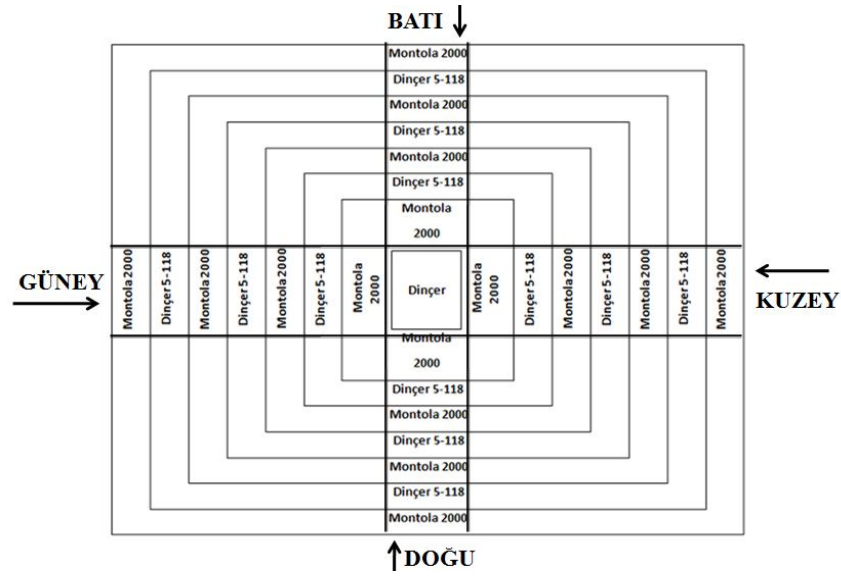 BATI
Montola 2000
Dinçer 5-118
Montola 2000
Dinçer 5-118
Montola 2000
Dinçer 5-118
Montola
2000
GÜNEY
Montola 2000
Dinçer 5-118
Montola 2000
Dinçer 5-118
Montola 2000
Dinçer 5-118
Montola
2000
Dinçer
Montola
2000
Dinçer 5-118
Montola 2000
Dinçer 5-118
Montola 2000
Dinçer 5-118
Montola 2000
KUZEY
Montola
2000
Dinçer 5-118
Montola 2000
Dinçer 5-118
Montola 2000
Dinçer 5-118
Montola 2000
DOĞU